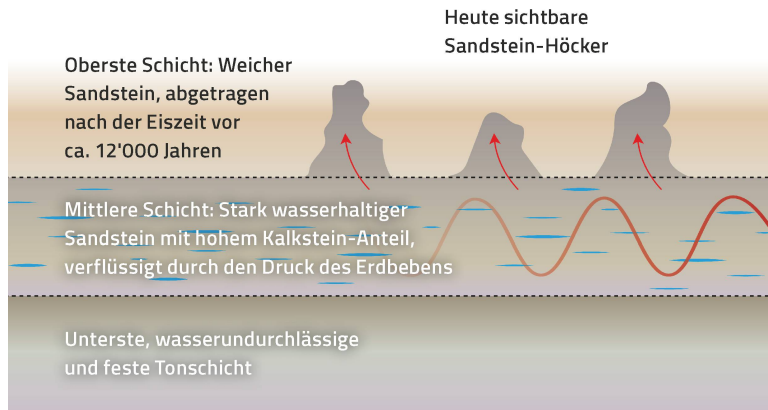 Heute sichtbare
Sandstein-Höcker
Oberste Schicht: Weicher
Sandstein, abgetragen
nach der Eiszeit vor
ca. 12'000 Jahren
Mittlere Schicht: Stark wasserhaltiger
Sandstein mit hohem Kalkstein-Anteil,
verflüssigt durch den Druck des Erdbebens
Unterste, wasserundurchlässige
und feste Tonschicht